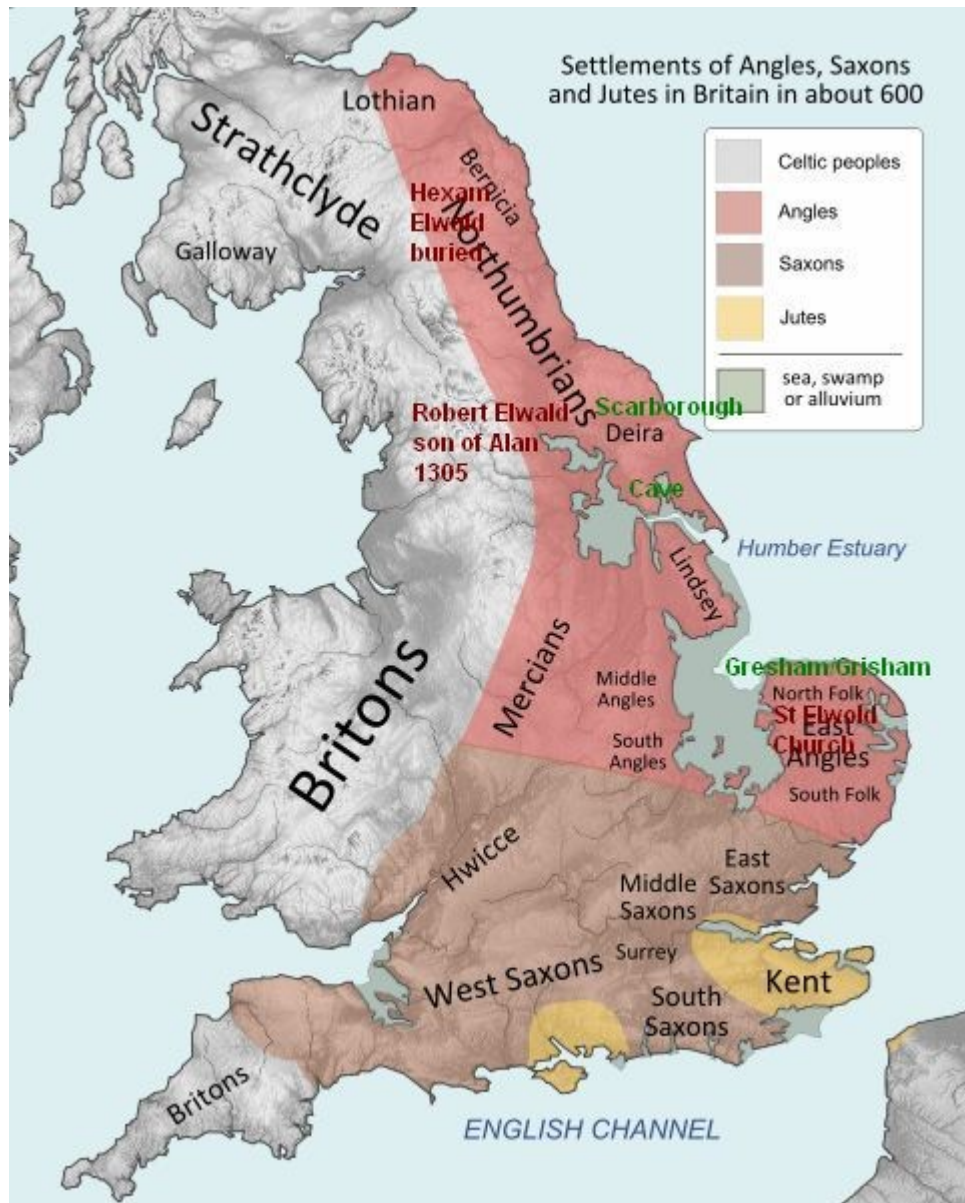 Settlements of Angles, Saxons
and Jutes in Britain in about 600
Celtic peoples
Angles
Saxons
Jutes
sea, swamp
or alluvium
Lothian
Strathclyde
Bernicia
Hexam
Elwald
buried
Northumbrians
Galloway
Robert Elwald
son of Alan
1305
Scarborough
Deira
Cave
Humber Estuary
Lindsey
Britons
Mercians
Middle
Angles
South
Angles
Gresham/Grisham
North Folk
St Elwold
Church
East
Angles
South Folk
Hwicce
East
Saxons
Middle
Saxons
Surrey
West Saxons
Kent
South
Saxons
Britons
ENGLISH CHANNEL